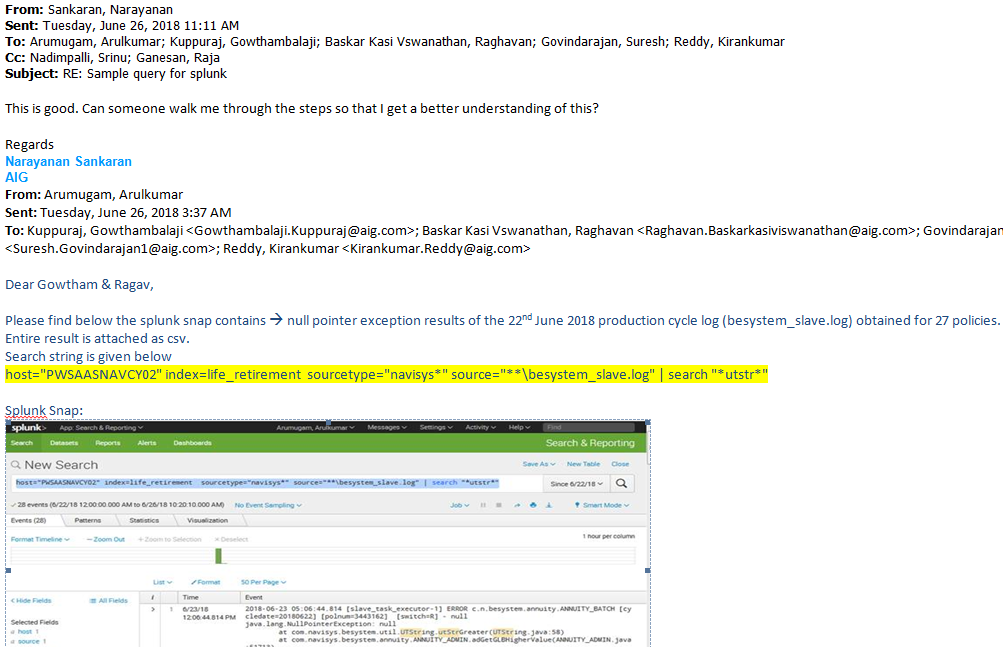 From: Sankaran, Narayanan
Sent: Tuesday, June 26, 2018 11:11 AM
To: Arumugam, Arulkumar; Kuppuraj, Gowthambalaji; Baskar Kasi Vswanathan, Raghavan; Govindarajan, Suresh; Reddy, Kirankumar
Cc: Nadimpalli, Srinu; Ganesan, Raja
Subject: RE: Sample query for splunk
This is good. Can someone walk me through the steps so that I get a better understanding of this?
Regards
Narayanan Sankaran
AIG
From: Arumugam, Arulkumar
Sent: Tuesday, June 26, 2018 3:37 AM
To: Kuppuraj, Gowthambalaji <Gowthambalaji.Kuppuraj@aig.com>; Baskar Kasi Vswanathan, Raghavan <Raghavan.Baskarkasiviswanathan@aig.com>; Govindarajan
<Suresh.Govindarajan1@aig.com>; Reddy, Kirankumar <Kirankumar.Reddy@aig.com>
Dear Gowtham & Ragav,
Please find below the splunk snap contains → null pointer exception results of the 22nd June 2018 production cycle log (besystem_slave.log) obtained for 27 policies.
Entire result is attached as csv.
Search string is given below
host="PWSAASNAVCY02" index=life_retirement sourcetype="navisys*" source="**\besystem_slave.log" | search "*utstr*"
Splunk Snap:
splunk> App: Search & Reporting Arumugam, Arulkumar Messages Settings Activity Help Find
Search Datasets Reports Alerts Dashboards Search & Reporting
New Search Save As New Table Close
host="PWSAASNAVCY02" index=life_retirement sourcetype="navisys*" source="**\besystem_slave.log" | search "*utstr*" Since 6/22/18
28 events (6/22/18 12:00:00.000 AM to 6/26/18 10:20:10.000 AM) No Event Sampling Job Smart Mode
Events (28) Patterns Statistics Visualization
Format Timeline — Zoom Out + Zoom to Selection × Deselect 1 hour per column
List Format 50 Per Page
< Hide Fields All Fields i Time Event
> 1 6/23/18 2018-06-23 05:06:44.814 [slave_task_executor-1] ERROR c.n.besystem.annuity.ANNUITY_BATCH [cy
12:06:44.814 PM cledate=20180622] [polnum=3443162] [switch=R] - null
java.lang.NullPointerException: null
Selected Fields
a host 1 at com.navisys.besystem.util.UTString.utStrGreater(UTString.java:58)
a source 1 at com.navisys.besystem.annuity.ANNUITY_ADMIN.adGetGLBHigherValue(ANNUITY_ADMIN.java